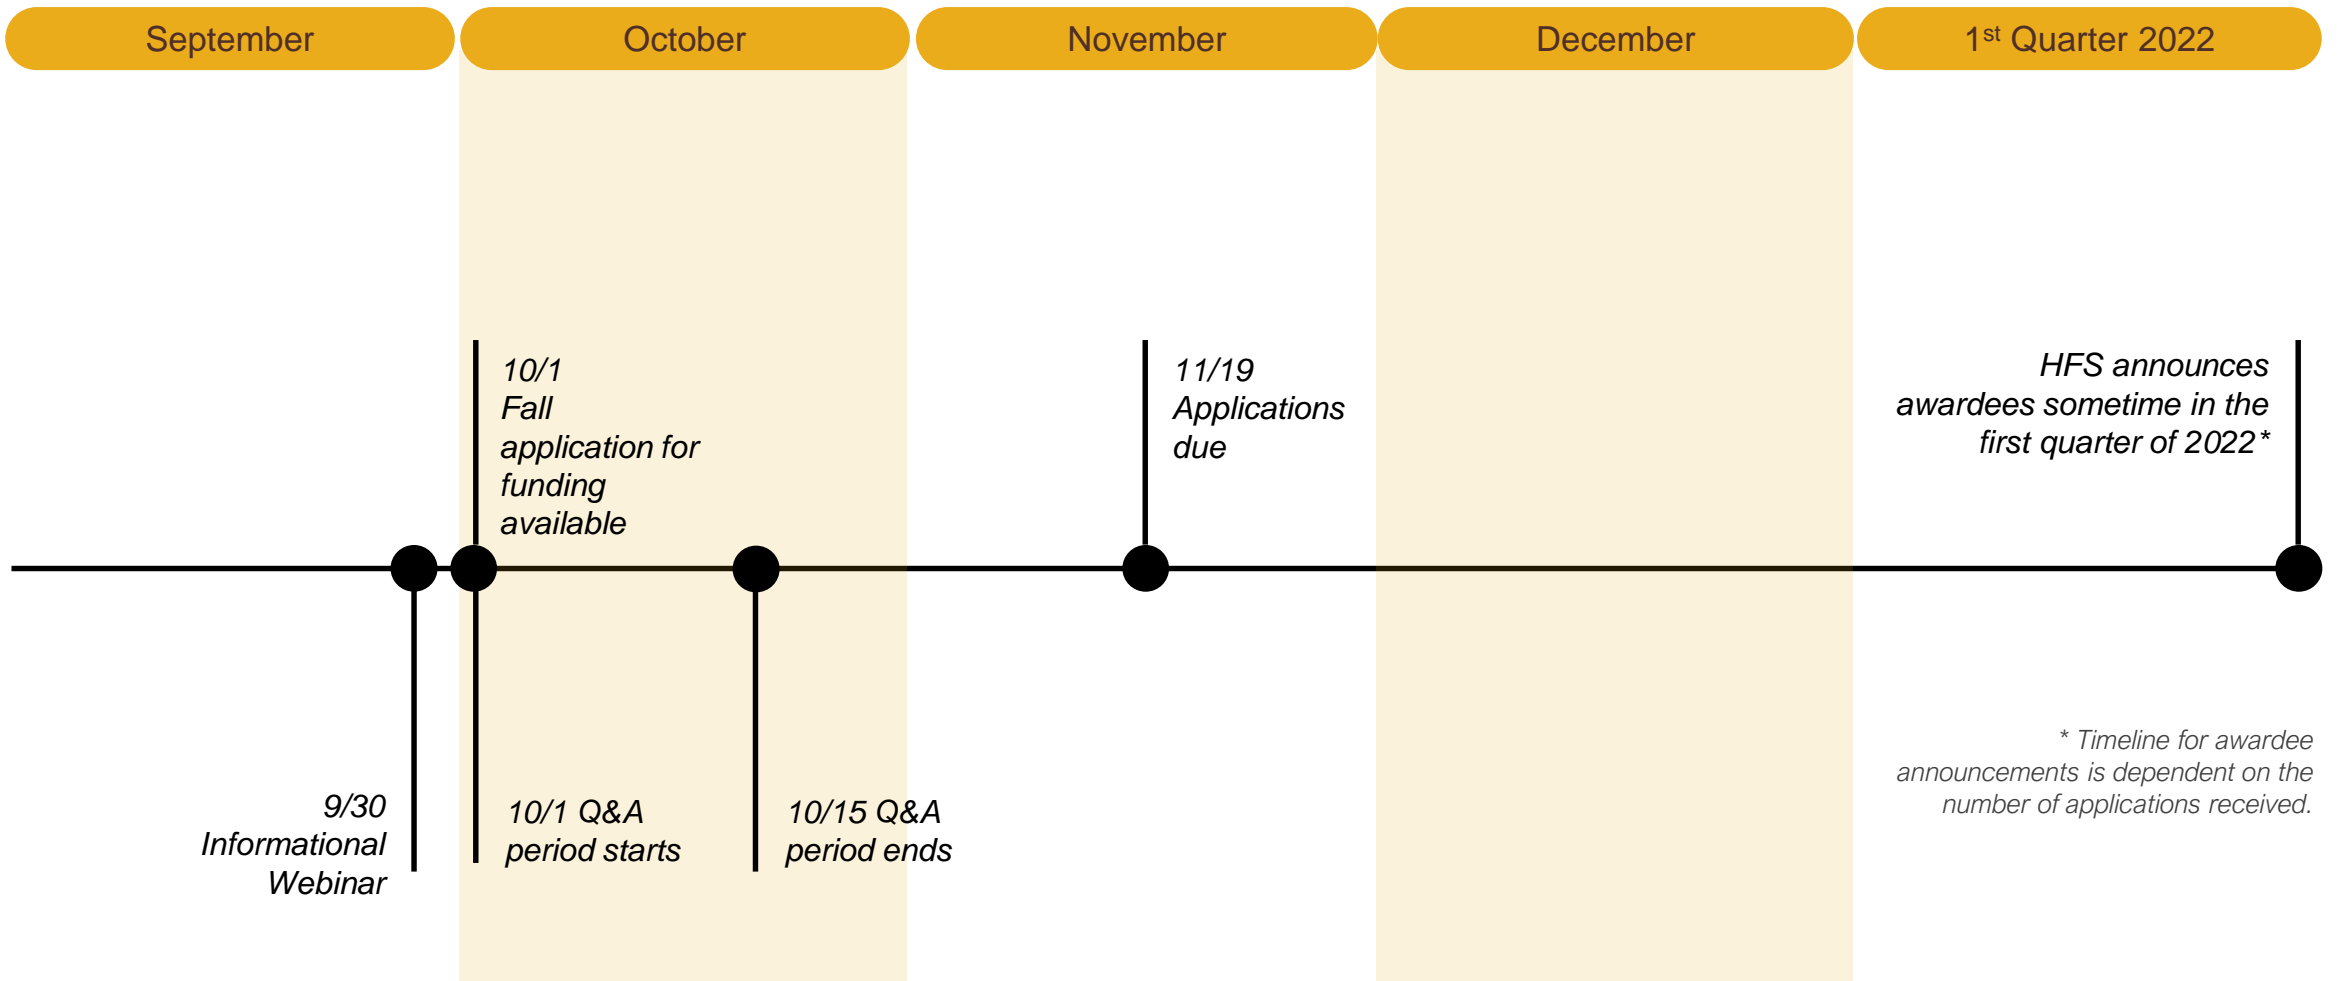 September
October
November
December
1st Quarter 2022
10/1
Fall
application for
funding
available
11/19
Applications
due
HFS announces
awardees sometime in the
first quarter of 2022*
9/30
Informational
Webinar
10/1 Q&A
period starts
10/15 Q&A
period ends
* Timeline for awardee
announcements is dependent on the
number of applications received.